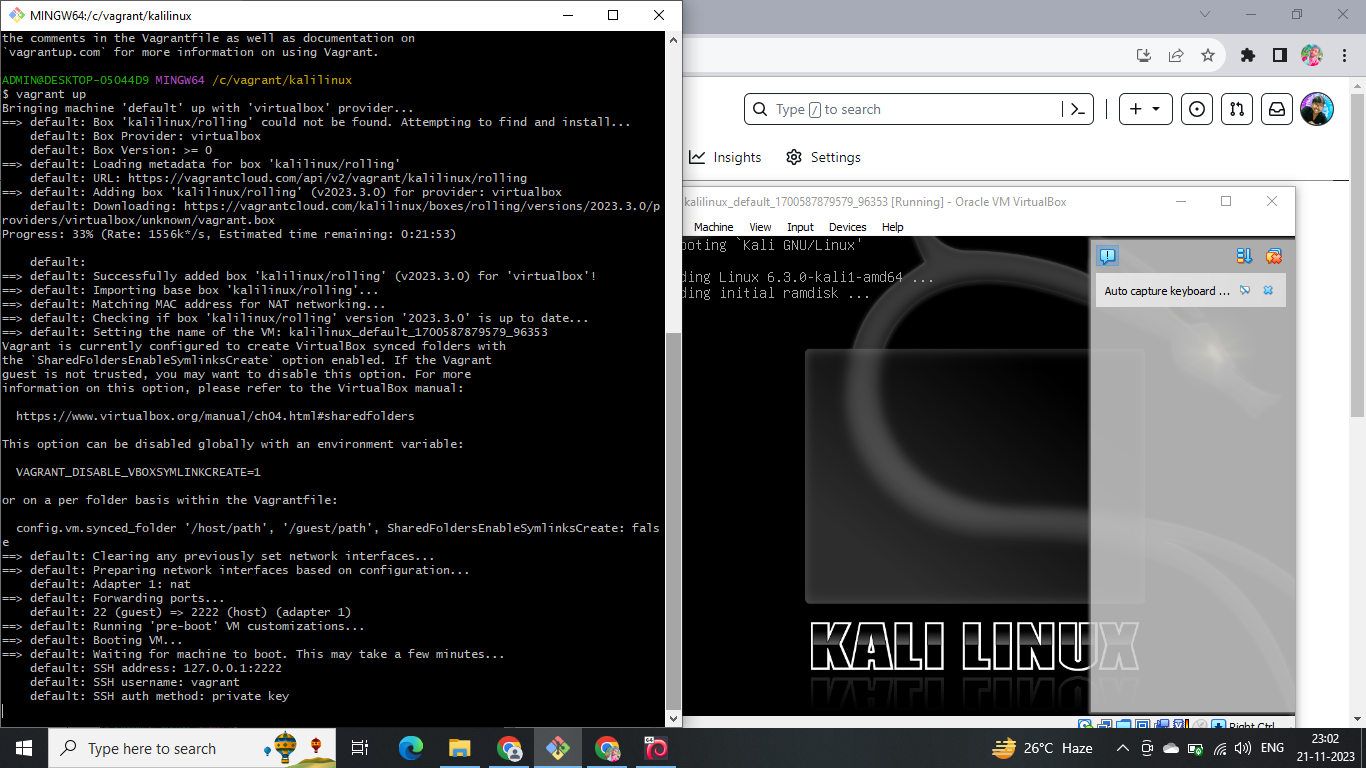 MINGW64:/c/vagrant/kalilinux
the comments in the Vagrantfile as well as documentation on
`vagrantup.com` for more information on using Vagrant.
ADMIN@DESKTOP-05O44D9 MINGW64 /c/vagrant/kalilinux
$ vagrant up
Bringing machine 'default' up with 'virtualbox' provider...
==> default: Box 'kalilinux/rolling' could not be found. Attempting to find and install...
default: Box Provider: virtualbox
default: Box Version: >= 0
==> default: Loading metadata for box 'kalilinux/rolling'
default: URL: https://vagrantcloud.com/api/v2/vagrant/kalilinux/rolling
==> default: Adding box 'kalilinux/rolling' (v2023.3.0) for provider: virtualbox
default: Downloading: https://vagrantcloud.com/kalilinux/boxes/rolling/versions/2023.3.0/p
roviders/virtualbox/unknown/vagrant.box
Progress: 33% (Rate: 1556k*/s, Estimated time remaining: 0:21:53)
default:
==> default: Successfully added box 'kalilinux/rolling' (v2023.3.0) for 'virtualbox'!
==> default: Importing base box 'kalilinux/rolling'...
==> default: Matching MAC address for NAT networking...
==> default: Checking if box 'kalilinux/rolling' version '2023.3.0' is up to date...
==> default: Setting the name of the VM: kalilinux_default_1700587879579_96353
Vagrant is currently configured to create VirtualBox synced folders with
the `SharedFoldersEnableSymlinksCreate` option enabled. If the Vagrant
guest is not trusted, you may want to disable this option. For more
information on this option, please refer to the VirtualBox manual:
https://www.virtualbox.org/manual/ch04.html#sharedfolders
This option can be disabled globally with an environment variable:
VAGRANT_DISABLE_VBOXSYMLINKCREATE=1
or on a per folder basis within the Vagrantfile:
config.vm.synced_folder '/host/path', '/guest/path', SharedFoldersEnableSymlinksCreate: fals
e
==> default: Clearing any previously set network interfaces...
==> default: Preparing network interfaces based on configuration...
default: Adapter 1: nat
==> default: Forwarding ports...
default: 22 (guest) => 2222 (host) (adapter 1)
==> default: Running 'pre-boot' VM customizations...
==> default: Booting VM...
==> default: Waiting for machine to boot. This may take a few minutes...
default: SSH address: 127.0.0.1:2222
default: SSH username: vagrant
default: SSH auth method: private key
Type / to search
Insights Settings
kalilinux_default_1700587879579_96353 [Running] - Oracle VM VirtualBox
Machine View Input Devices Help
ooting `Kali GNU/Linux'
ding Linux 6.3.0-kali1-amd64 ...
ding initial ramdisk ...
Auto capture keyboard ...
KALI LINUX
Right Ctrl
Type here to search
64
26°C Haze
ENG
23:02
21-11-2023